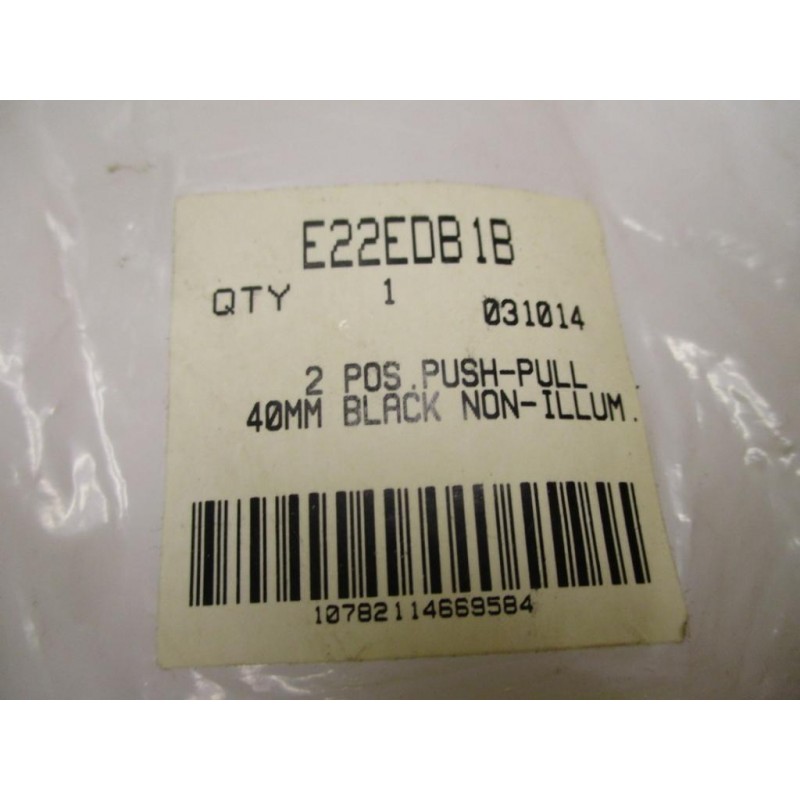 E22EDB1B
QTY 1 031014
2 POS.PUSH-PULL
40MM BLACK NON-ILLUM.
10782114669584